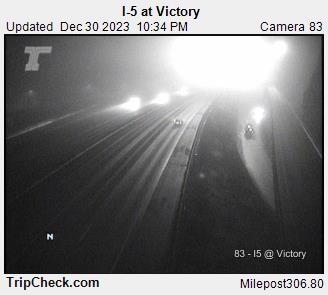 I-5 at Victory
Updated Dec 30 2023 10:34 PM Camera 83
T
N
83 - I5 @ Victory
TripCheck.com Milepost306.80